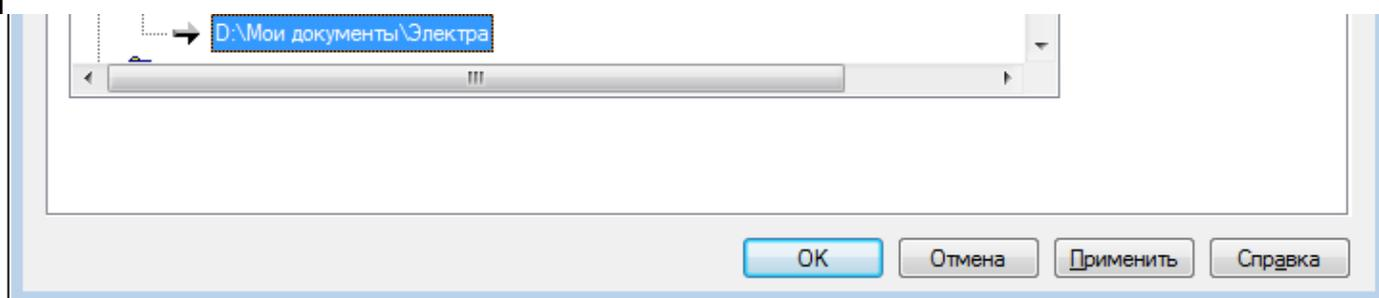 D:\Мои документы\Электра
OK
Отмена
Применить
Справка